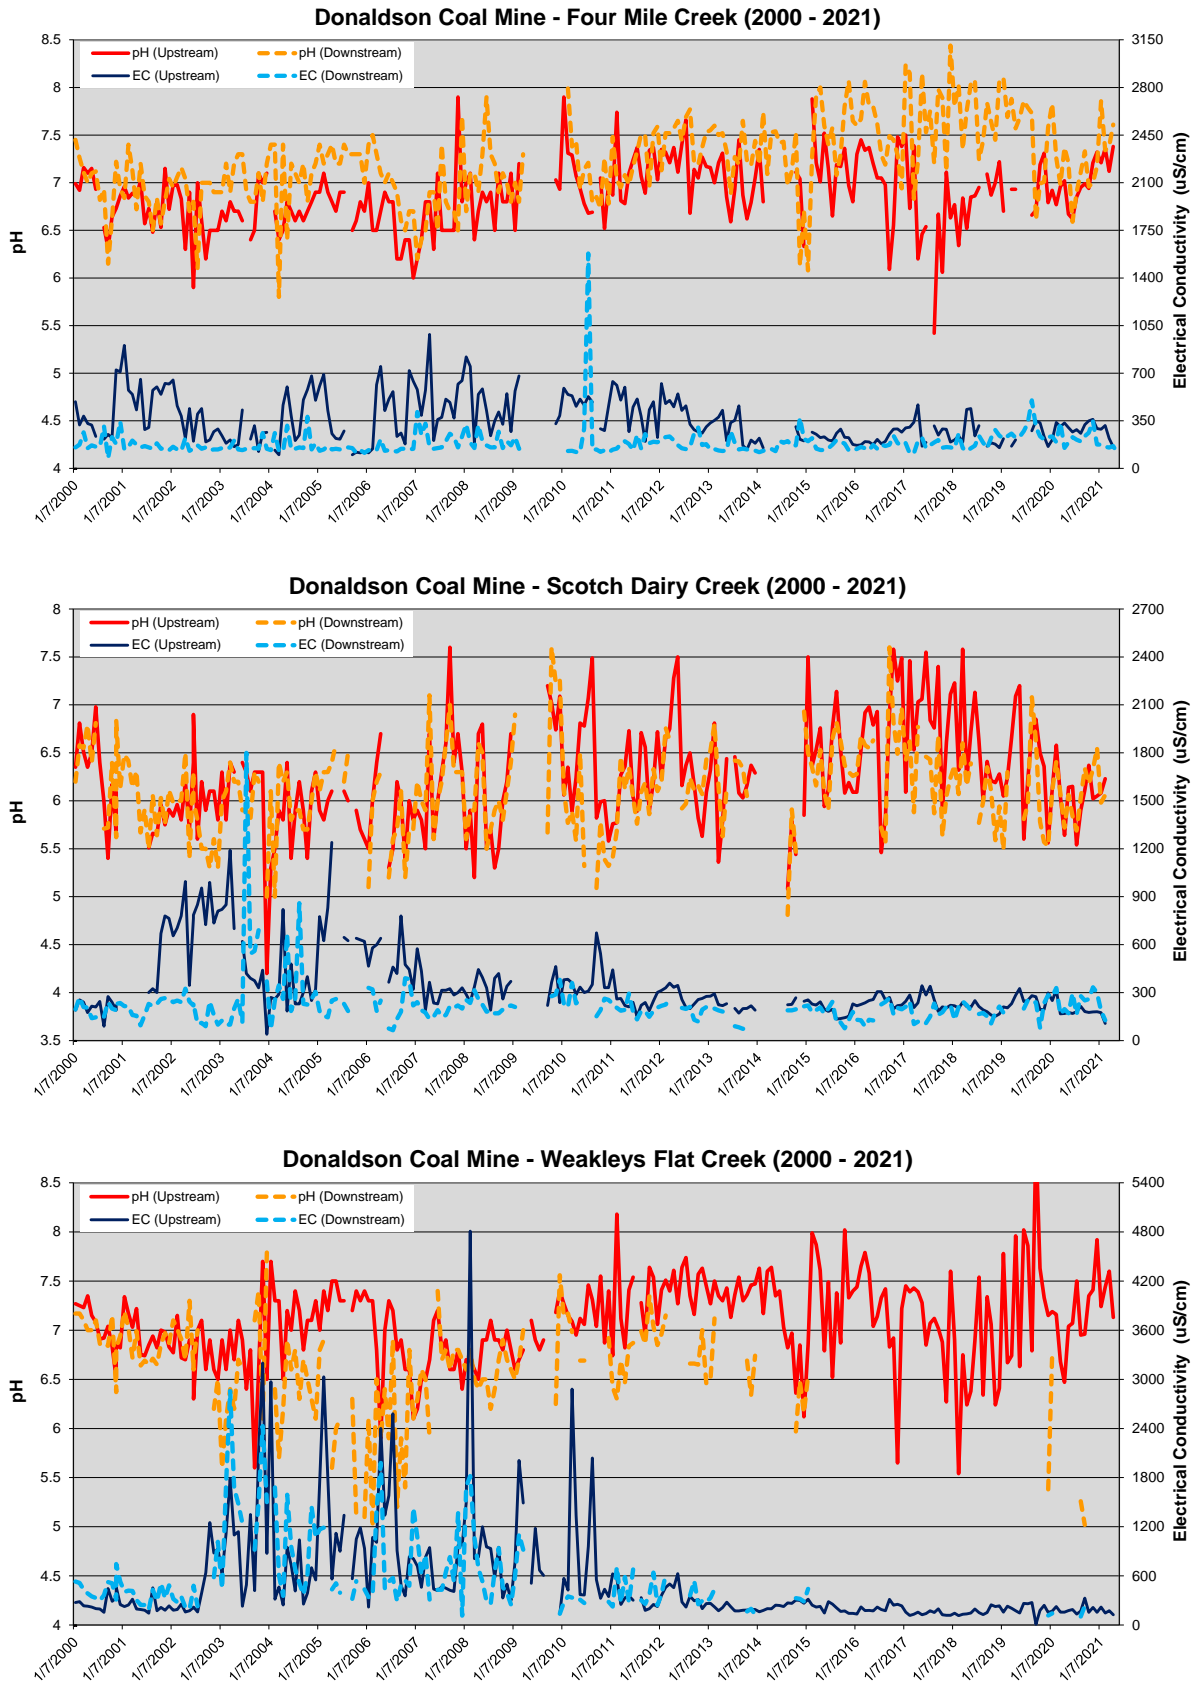 Donaldson Coal Mine - Four Mile Creek (2000 - 2021)
8.5 3150
pH (Upstream) pH (Downstream)
EC (Upstream) EC (Downstream)
8 2800
7.5 2450
7 2100
6.5 1750
6 1400
5.5 1050
5 700
4.5 350
4 0
pH
Electrical Conductivity (uS/cm)
1/7/2000 1/7/2001 1/7/2002 1/7/2003 1/7/2004 1/7/2005 1/7/2006 1/7/2007 1/7/2008 1/7/2009 1/7/2010 1/7/2011 1/7/2012 1/7/2013 1/7/2014 1/7/2015 1/7/2016 1/7/2017 1/7/2018 1/7/2019 1/7/2020 1/7/2021
Donaldson Coal Mine - Scotch Dairy Creek (2000 - 2021)
8 2700
pH (Upstream) pH (Downstream)
EC (Upstream) EC (Downstream)
7.5 2400
7 2100
6.5 1800
6 1500
5.5 1200
5 900
4.5 600
4 300
3.5 0
pH
Electrical Conductivity (uS/cm)
1/7/2000 1/7/2001 1/7/2002 1/7/2003 1/7/2004 1/7/2005 1/7/2006 1/7/2007 1/7/2008 1/7/2009 1/7/2010 1/7/2011 1/7/2012 1/7/2013 1/7/2014 1/7/2015 1/7/2016 1/7/2017 1/7/2018 1/7/2019 1/7/2020 1/7/2021
Donaldson Coal Mine - Weakleys Flat Creek (2000 - 2021)
8.5 5400
pH (Upstream) pH (Downstream)
EC (Upstream) EC (Downstream)
8 4800
7.5 4200
7 3600
6.5 3000
6 2400
5.5 1800
5 1200
4.5 600
4 0
pH
Electrical Conductivity (uS/cm)
1/7/2000 1/7/2001 1/7/2002 1/7/2003 1/7/2004 1/7/2005 1/7/2006 1/7/2007 1/7/2008 1/7/2009 1/7/2010 1/7/2011 1/7/2012 1/7/2013 1/7/2014 1/7/2015 1/7/2016 1/7/2017 1/7/2018 1/7/2019 1/7/2020 1/7/2021